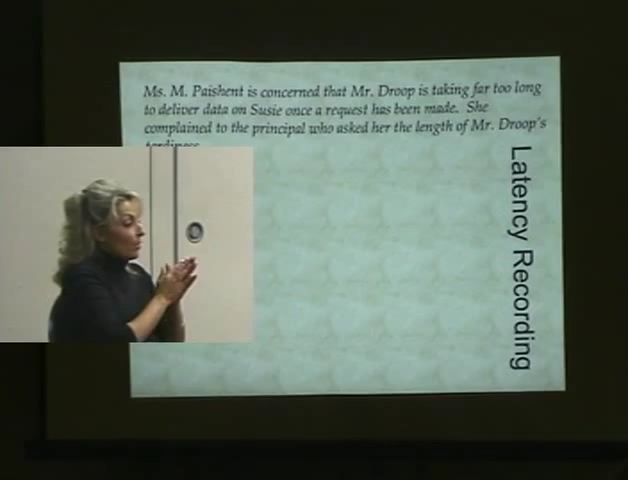 Ms. M. Paishent is concerned that Mr. Droop is taking far too long
to deliver data on Susie once a request has been made. She
complained to the principal who asked her the length of Mr. Droop's
Latency Recording